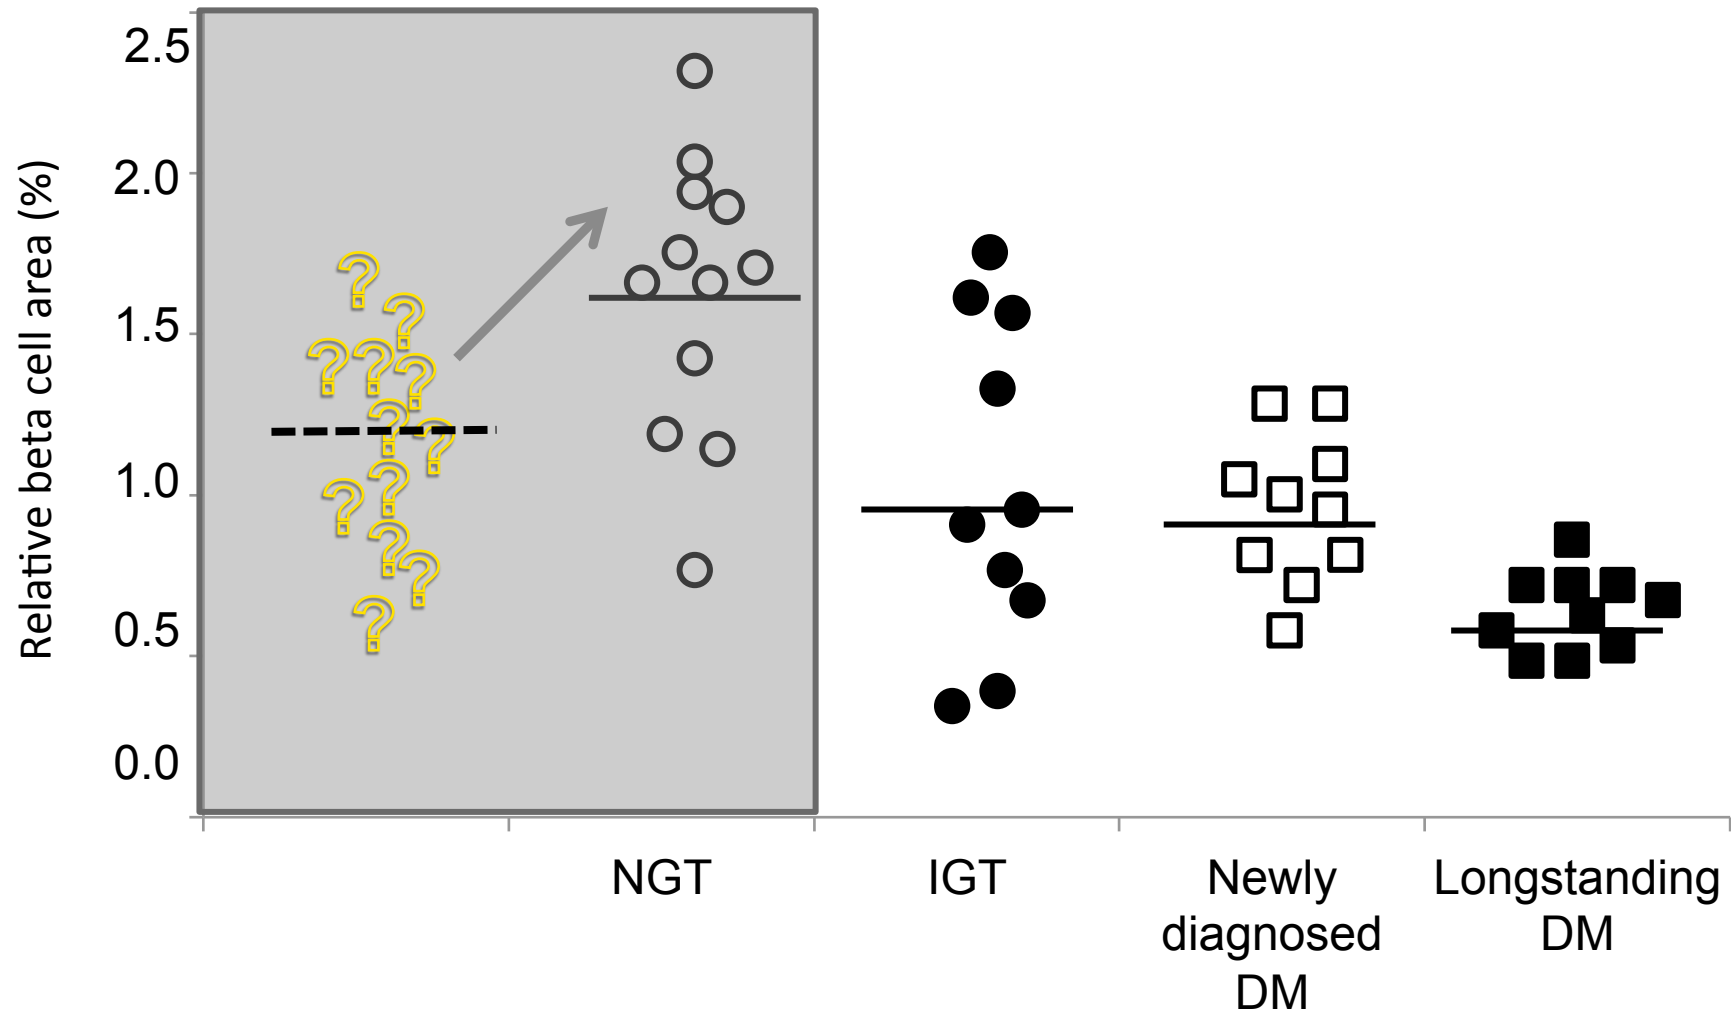 Relative beta cell area (%)
2.5
2.0
1.5
1.0
0.5
0.0
?
?
?
?
?
?
?
?
?
?
?
?
NGT
IGT
Newly
diagnosed
DM
Longstanding
DM